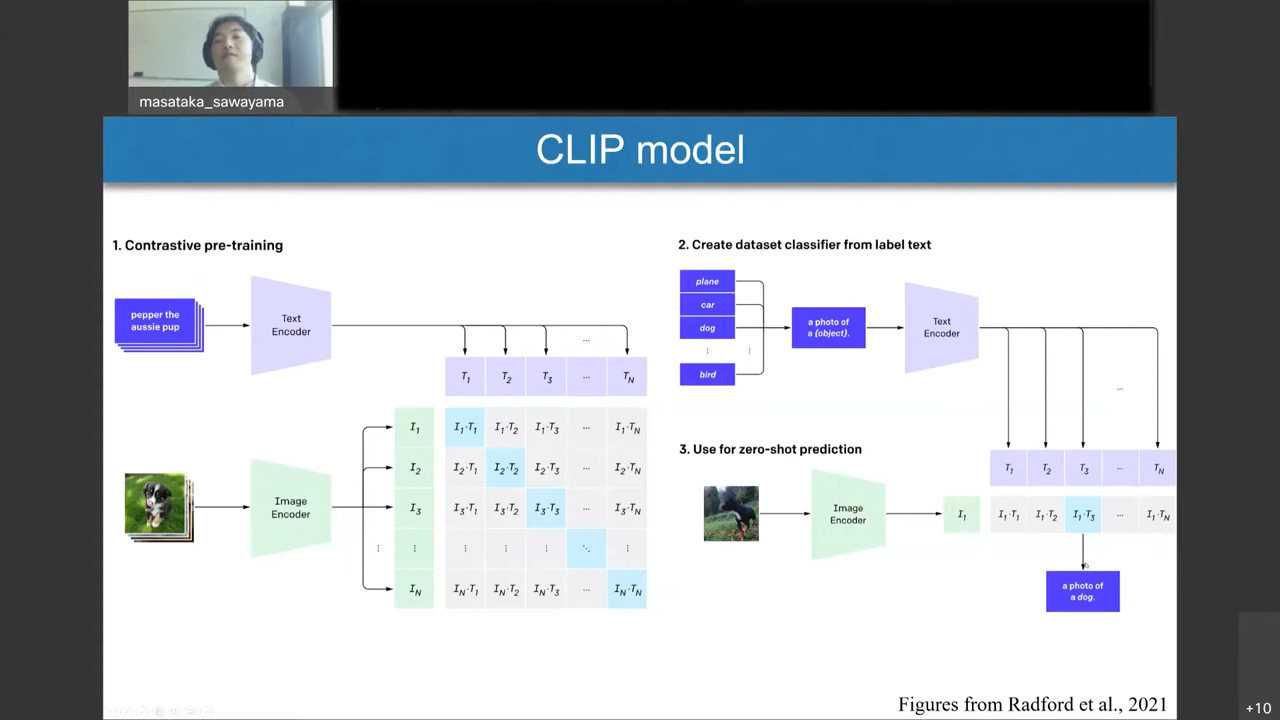 masataka_sawayama
CLIP model
1. Contrastive pre-training
pepper the
aussie pup
Text
Encoder
...
T1 T2 T3 ... TN
Image
Encoder
I1 I1·T1 I1·T2 I1·T3 ... I1·TN
I2 I2·T1 I2·T2 I2·T3 ... I2·TN
I3 I3·T1 I3·T2 I3·T3 ... I3·TN
⋮ ⋮ ⋮ ⋮ ⋮ ⋱ ⋮
IN IN·T1 IN·T2 IN·T3 ... IN·TN
2. Create dataset classifier from label text
plane
car
dog
⋮ ⋮
bird
a photo of
a {object}.
Text
Encoder
...
3. Use for zero-shot prediction
T1 T2 T3 ... TN
Image
Encoder
I1 I1·T1 I1·T2 I1·T3 ... I1·TN
a photo of
a dog.
Figures from Radford et al., 2021
+10